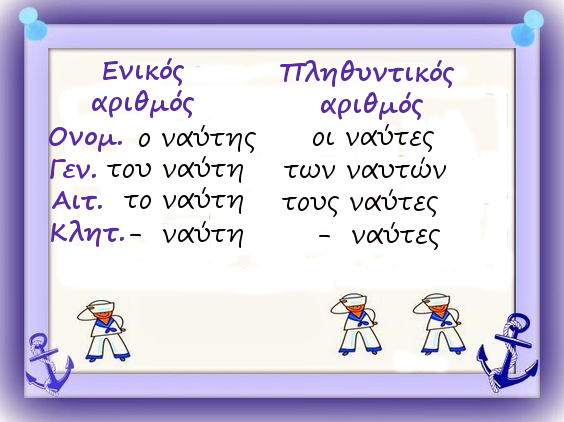 Ενικός Πληθυντικός
αριθμός αριθμός
Ονομ. ο ναύτης οι ναύτες
Γεν. του ναύτη των ναυτών
Αιτ. το ναύτη τους ναύτες
Κλητ. – ναύτη – ναύτες